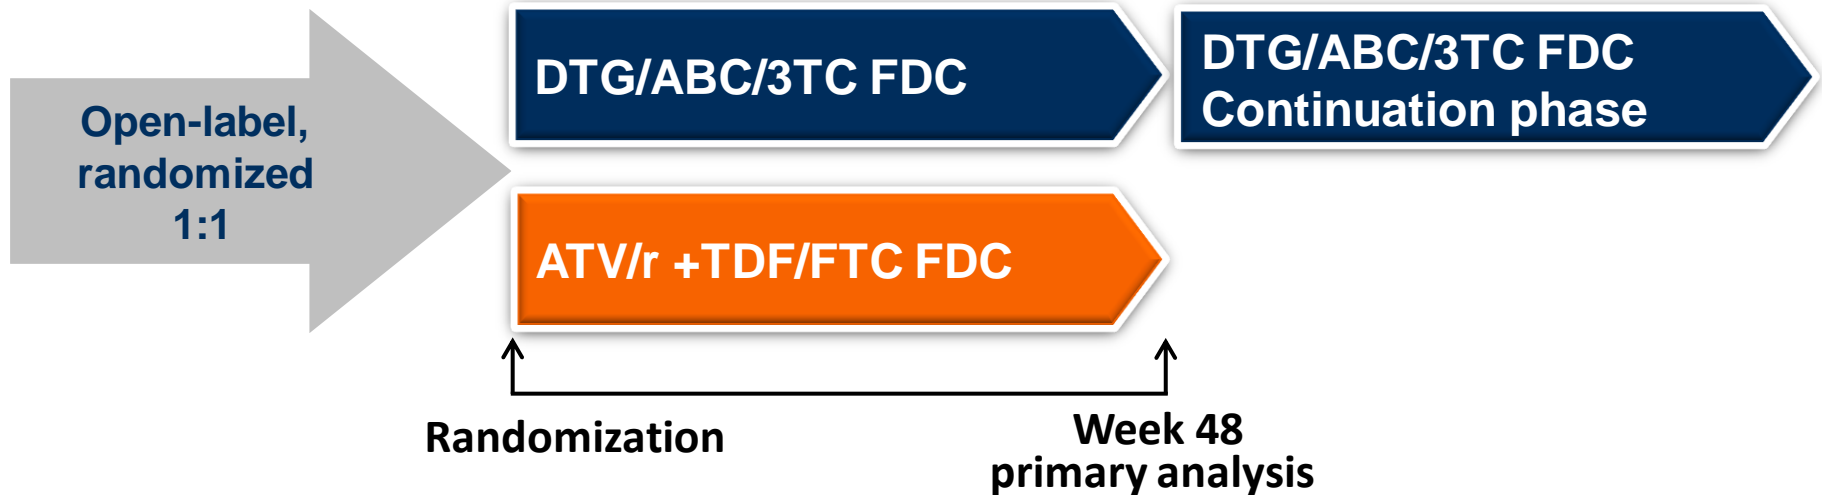 Open-label,
randomized
1:1
DTG/ABC/3TC FDC
DTG/ABC/3TC FDC
Continuation phase
ATV/r +TDF/FTC FDC
Randomization
Week 48
primary analysis